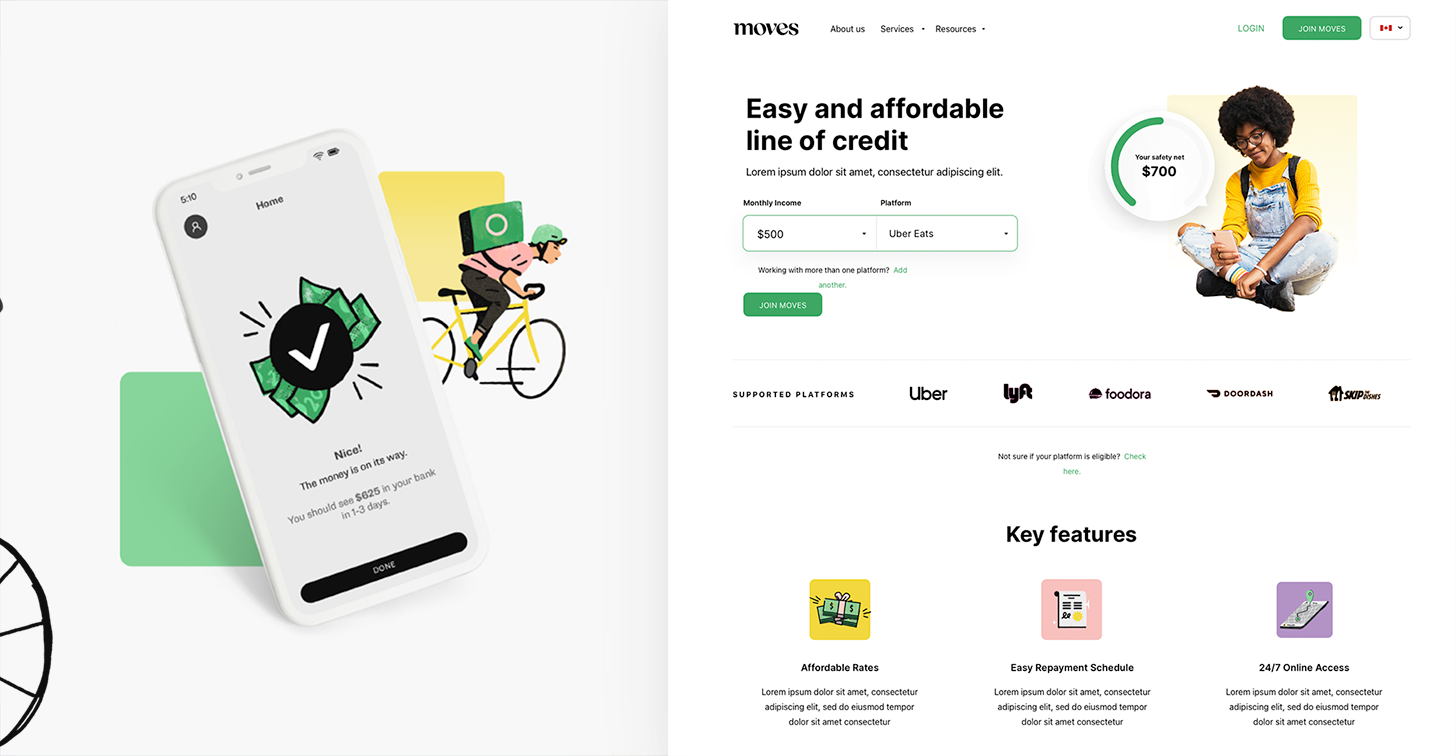 5:10
Home
Nice!
The money is on its way.
You should see $625 in your bank
in 1-3 days.
DONE
moves
About us
Services
Resources
LOGIN
JOIN MOVES
Easy and affordable
line of credit
Lorem ipsum dolor sit amet, consectetur adipiscing elit.
Monthly Income
Platform
$500
Uber Eats
Working with more than one platform? Add
another.
JOIN MOVES
Your safety net
$700
SUPPORTED PLATFORMS
Uber
lyft
foodora
DOORDASH
SKIP THE DISHES
Not sure if your platform is eligible? Check
here.
Key features
Affordable Rates
Lorem ipsum dolor sit amet, consectetur
adipiscing elit, sed do eiusmod tempor
dolor sit amet consectetur
Easy Repayment Schedule
Lorem ipsum dolor sit amet, consectetur
adipiscing elit, sed do eiusmod tempor
dolor sit amet consectetur
24/7 Online Access
Lorem ipsum dolor sit amet, consectetur
adipiscing elit, sed do eiusmod tempor
dolor sit amet consectetur